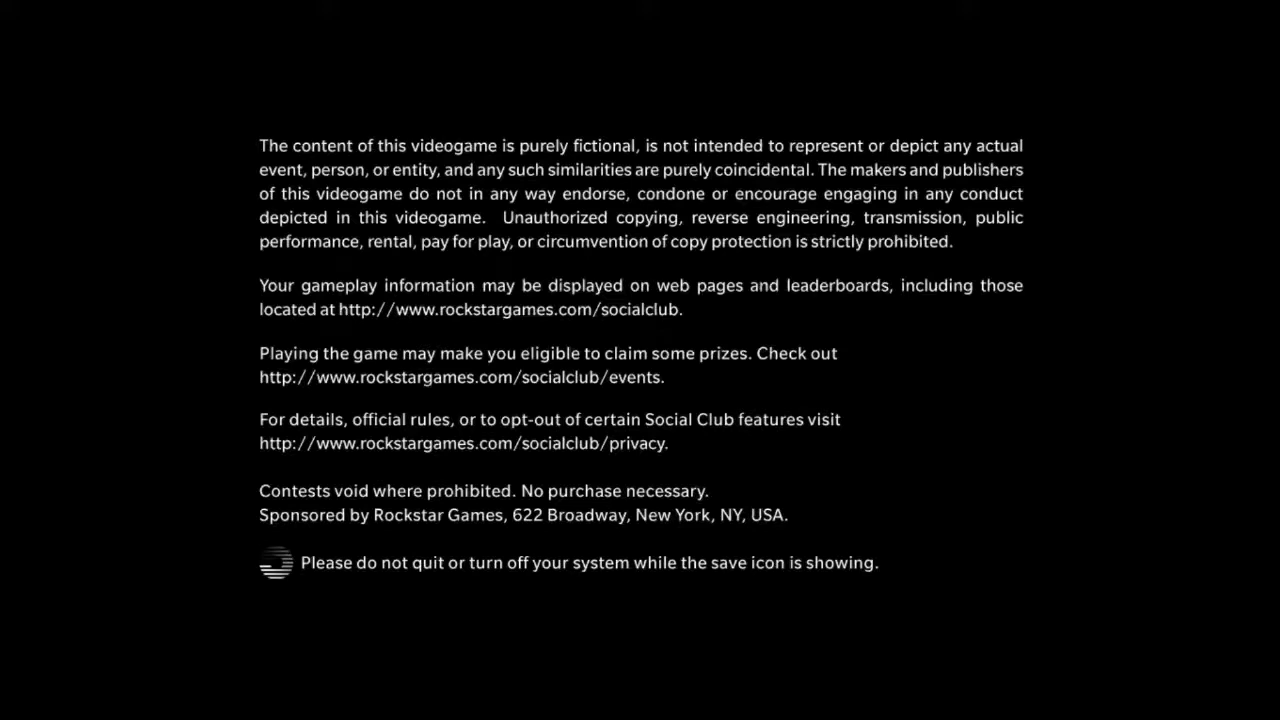 The content of this videogame is purely fictional, is not intended to represent or depict any actual
event, person, or entity, and any such similarities are purely coincidental. The makers and publishers
of this videogame do not in any way endorse, condone or encourage engaging in any conduct
depicted in this videogame.  Unauthorized copying, reverse engineering, transmission, public
performance, rental, pay for play, or circumvention of copy protection is strictly prohibited.
Your gameplay information may be displayed on web pages and leaderboards, including those
located at http://www.rockstargames.com/socialclub.
Playing the game may make you eligible to claim some prizes. Check out
http://www.rockstargames.com/socialclub/events.
For details, official rules, or to opt-out of certain Social Club features visit
http://www.rockstargames.com/socialclub/privacy.
Contests void where prohibited. No purchase necessary.
Sponsored by Rockstar Games, 622 Broadway, New York, NY, USA.
Please do not quit or turn off your system while the save icon is showing.